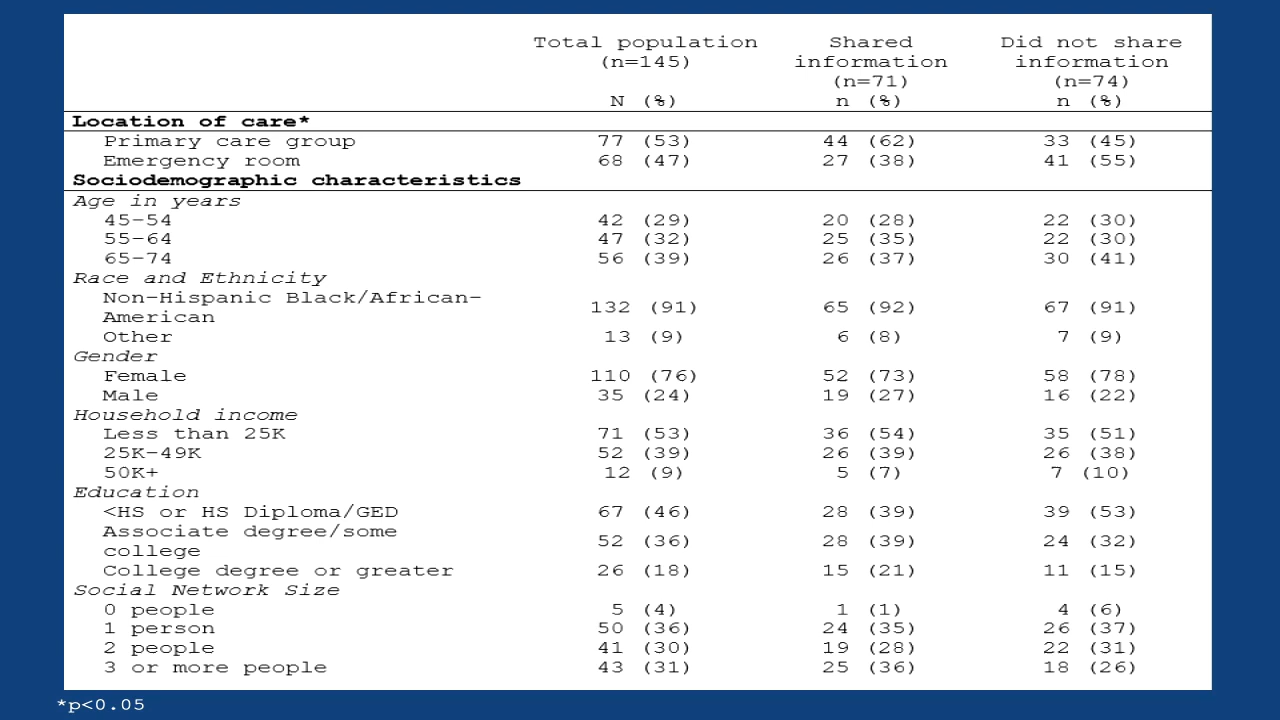 Total population Shared Did not share
(n=145) information information
(n=71) (n=74)
N (%) n (%) n (%)
Location of care*
Primary care group 77 (53) 44 (62) 33 (45)
Emergency room 68 (47) 27 (38) 41 (55)
Sociodemographic characteristics
Age in years
45-54 42 (29) 20 (28) 22 (30)
55-64 47 (32) 25 (35) 22 (30)
65-74 56 (39) 26 (37) 30 (41)
Race and Ethnicity
Non-Hispanic Black/African-
American 132 (91) 65 (92) 67 (91)
Other 13 (9) 6 (8) 7 (9)
Gender
Female 110 (76) 52 (73) 58 (78)
Male 35 (24) 19 (27) 16 (22)
Household income
Less than 25K 71 (53) 36 (54) 35 (51)
25K-49K 52 (39) 26 (39) 26 (38)
50K+ 12 (9) 5 (7) 7 (10)
Education
<HS or HS Diploma/GED 67 (46) 28 (39) 39 (53)
Associate degree/some
college 52 (36) 28 (39) 24 (32)
College degree or greater 26 (18) 15 (21) 11 (15)
Social Network Size
0 people 5 (4) 1 (1) 4 (6)
1 person 50 (36) 24 (35) 26 (37)
2 people 41 (30) 19 (28) 22 (31)
3 or more people 43 (31) 25 (36) 18 (26)
*p<0.05